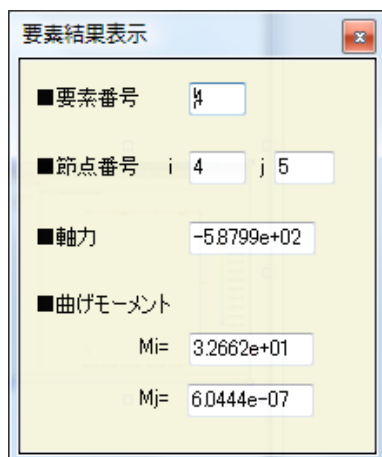 要素結果表示
■要素番号 4
■節点番号 i 4 j 5
■軸力 -5.8799e+02
■曲げモーメント
Mi= 3.2662e+01
Mj= 6.0444e-07